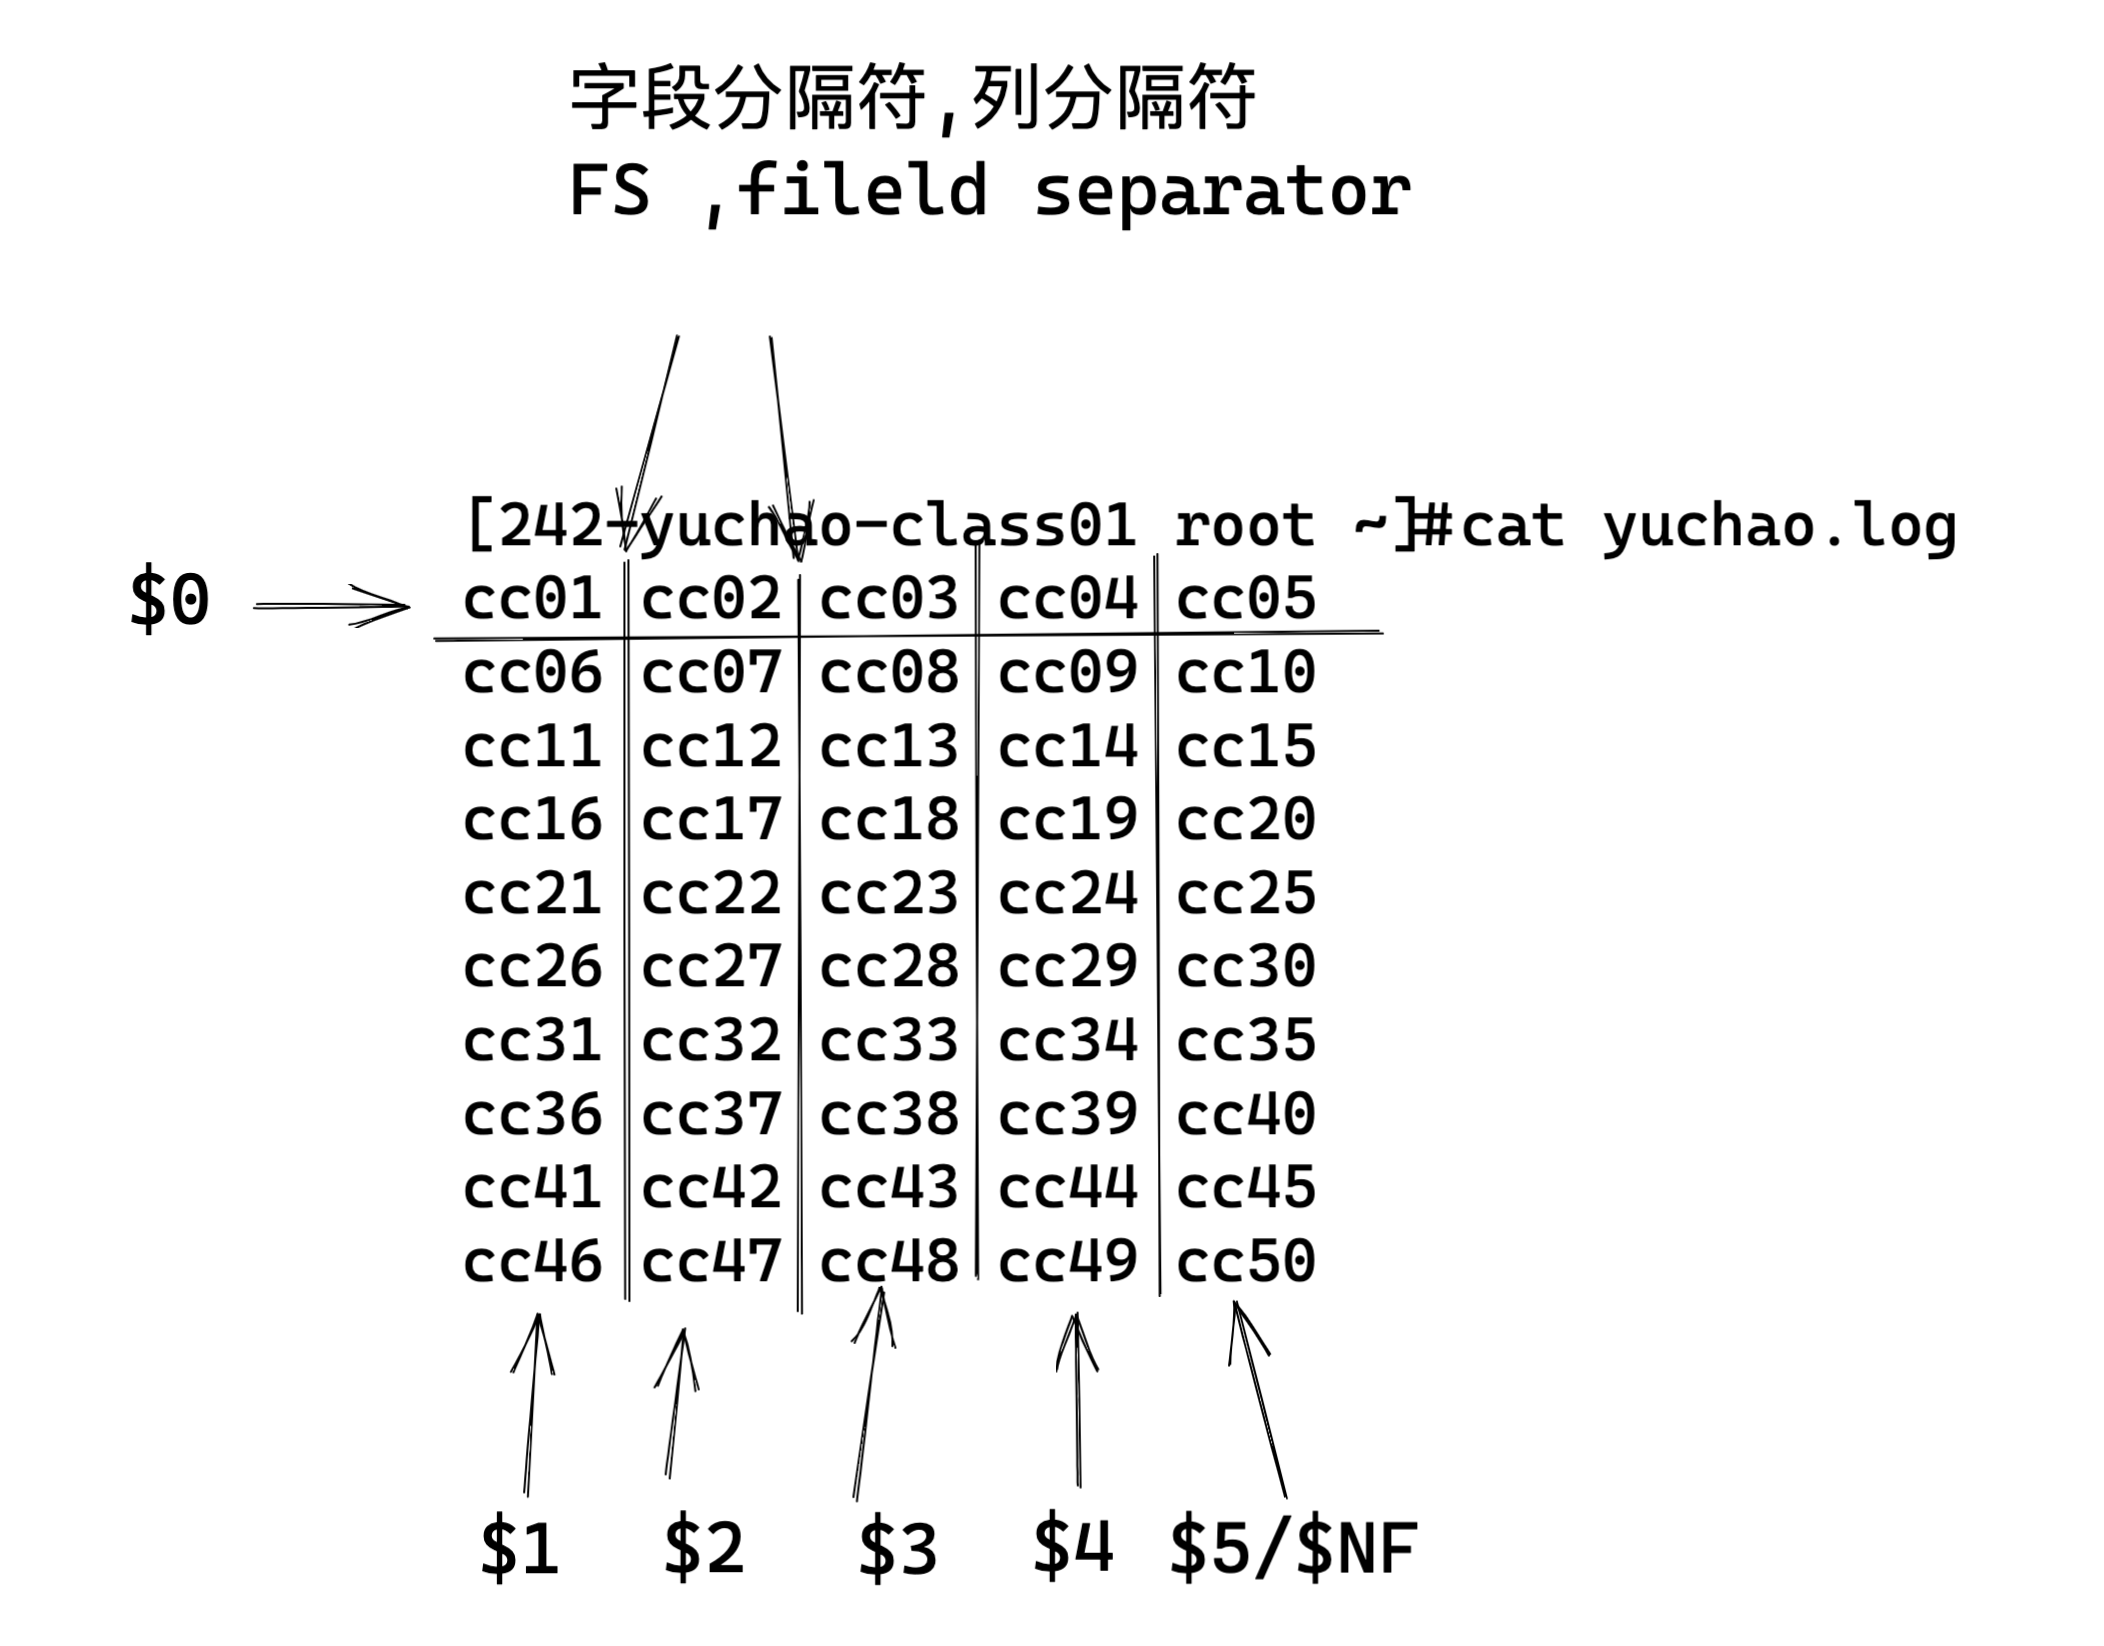 字段分隔符,列分隔符
FS ,fileld separator
[242-yuchao-class01 root ~]#cat yuchao.log
$0
cc01 cc02 cc03 cc04 cc05
cc06 cc07 cc08 cc09 cc10
cc11 cc12 cc13 cc14 cc15
cc16 cc17 cc18 cc19 cc20
cc21 cc22 cc23 cc24 cc25
cc26 cc27 cc28 cc29 cc30
cc31 cc32 cc33 cc34 cc35
cc36 cc37 cc38 cc39 cc40
cc41 cc42 cc43 cc44 cc45
cc46 cc47 cc48 cc49 cc50
$1 $2 $3 $4 $5/$NF